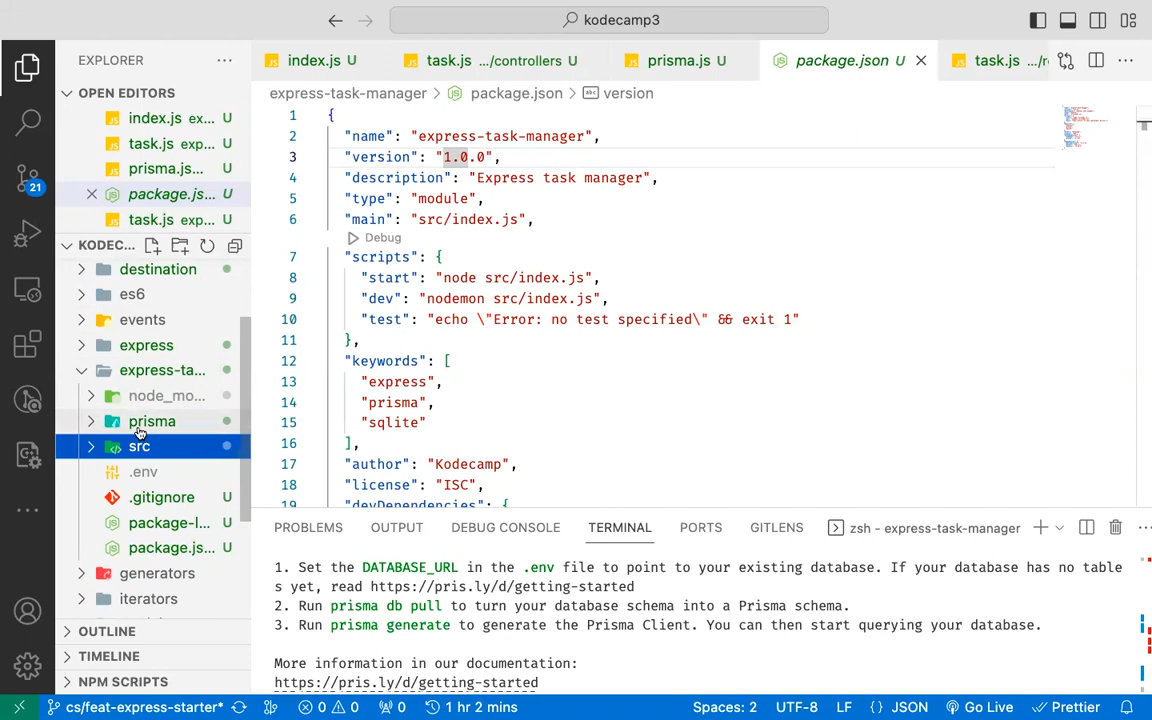 kodecamp3
EXPLORER
OPEN EDITORS
index.js ex... U
task.js exp... U
prisma.js... U
package.js... U
task.js exp... U
KODEC...
destination
es6
events
express
express-ta...
node_mo...
prisma
src
.env
.gitignore U
package-l... U
package.js... U
generators
iterators
OUTLINE
TIMELINE
NPM SCRIPTS
21
index.js U
task.js .../controllers U
prisma.js U
package.json U
task.js .../r
express-task-manager > package.json > version
1 {
2 "name": "express-task-manager",
3 "version": "1.0.0",
4 "description": "Express task manager",
5 "type": "module",
6 "main": "src/index.js",
Debug
7 "scripts": {
8 "start": "node src/index.js",
9 "dev": "nodemon src/index.js",
10 "test": "echo \"Error: no test specified\" && exit 1"
11 },
12 "keywords": [
13 "express",
14 "prisma",
15 "sqlite"
16 ],
17 "author": "Kodecamp",
18 "license": "ISC",
19 "devDependencies": {
PROBLEMS OUTPUT DEBUG CONSOLE TERMINAL PORTS GITLENS zsh - express-task-manager
1. Set the DATABASE_URL in the .env file to point to your existing database. If your database has no table
s yet, read https://pris.ly/d/getting-started
2. Run prisma db pull to turn your database schema into a Prisma schema.
3. Run prisma generate to generate the Prisma Client. You can then start querying your database.
More information in our documentation:
https://pris.ly/d/getting-started
cs/feat-express-starter* 0 0 0 1 hr 2 mins Spaces: 2 UTF-8 LF {} JSON Go Live Prettier